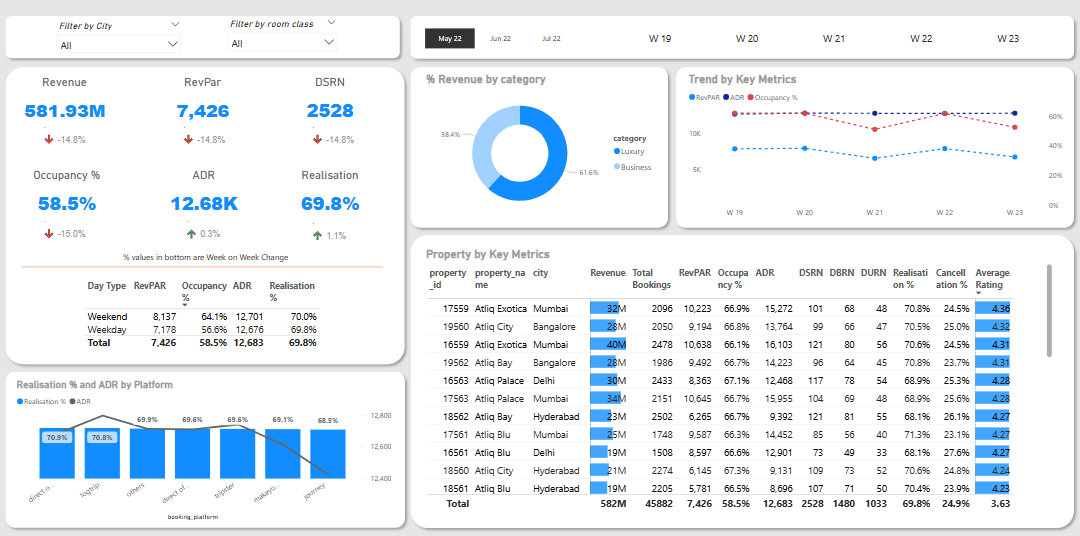 Filter by City
All
Filter by room class
All
May 22 Jun 22 Jul 22 W 19 W 20 W 21 W 22 W 23
Revenue RevPar DSRN
581.93M 7,426 2528
-14.8% -14.8% -14.8%
Occupancy % ADR Realisation
58.5% 12.68K 69.8%
-15.0% 0.3% 1.1%
% values in bottom are Week on Week Change
Day Type RevPAR Occupancy % ADR Realisation %
Weekend 8,137 64.1% 12,701 70.0%
Weekday 7,178 56.6% 12,676 69.8%
Total 7,426 58.5% 12,683 69.8%
Realisation % and ADR by Platform
Realisation % ADR
70.9% 70.8% 69.9% 69.6% 69.6% 69.1% 68.5%
12,800
12,600
12,400
direct o... logtrip others direct of... tripster makeyo... journey
booking_platform
% Revenue by category
38.4%
61.6%
category
Luxury
Business
Trend by Key Metrics
RevPAR ADR Occupancy %
10K
5K
60%
40%
20%
0%
W 19 W 20 W 21 W 22 W 23
Property by Key Metrics
property_id property_name city Revenue Total Bookings RevPAR Occupancy % ADR DSRN DBRN DURN Realisation % Cancellation % Average Rating
17559 Atliq Exotica Mumbai 32M 2096 10,223 66.9% 15,272 101 68 48 70.8% 24.5% 4.36
19560 Atliq City Bangalore 28M 2050 9,194 66.8% 13,764 99 66 47 70.5% 25.0% 4.32
16559 Atliq Exotica Mumbai 40M 2478 10,638 66.1% 16,103 121 80 56 70.6% 24.5% 4.31
19562 Atliq Bay Bangalore 28M 1986 9,492 66.7% 14,223 96 64 45 70.8% 23.7% 4.31
16563 Atliq Palace Delhi 30M 2433 8,363 67.1% 12,468 117 78 54 68.9% 25.3% 4.28
17563 Atliq Palace Mumbai 34M 2151 10,645 66.7% 15,955 104 69 48 68.9% 25.6% 4.28
18562 Atliq Bay Hyderabad 23M 2502 6,265 66.7% 9,392 121 81 55 68.1% 26.1% 4.27
17561 Atliq Blu Mumbai 25M 1748 9,587 66.3% 14,452 85 56 40 71.3% 23.1% 4.27
16561 Atliq Blu Delhi 19M 1508 8,597 66.4% 12,901 73 49 33 68.1% 27.6% 4.27
18560 Atliq City Hyderabad 21M 2274 6,145 67.3% 9,131 109 73 52 70.6% 24.8% 4.24
18561 Atliq Blu Hyderabad 19M 2205 5,781 66.5% 8,696 107 71 50 70.4% 23.9% 4.23
Total 582M 45882 7,426 58.5% 12,683 2528 1480 1033 69.8% 24.9% 3.63